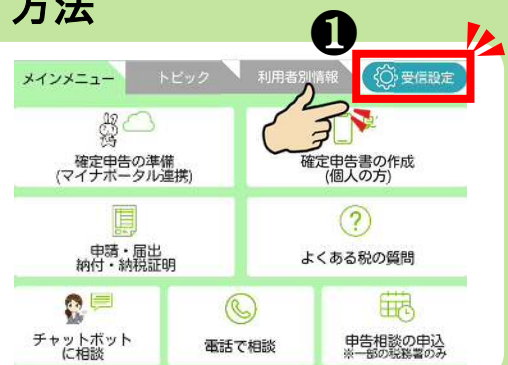 方法
❶
メインメニュー
トピック
利用者別情報
受信設定
確定申告の準備
(マイナポータル連携)
確定申告書の作成
(個人の方)
申請・届出
納付・納税証明
よくある税の質問
チャットボット
に相談
電話で相談
申告相談の申込
※一部の税務署のみ